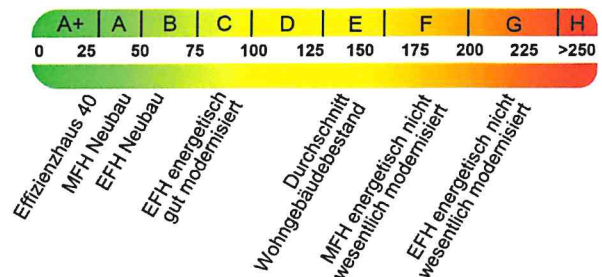 A+ A B C D E F G H
0 25 50 75 100 125 150 175 200 225 >250
Effizienzhaus 40
MFH Neubau
EFH Neubau
EFH energetisch
gut modernisiert
Durchschnitt
Wohngebäudebestand
MFH energetisch nicht
wesentlich modernisiert
EFH energetisch nicht
wesentlich modernisiert